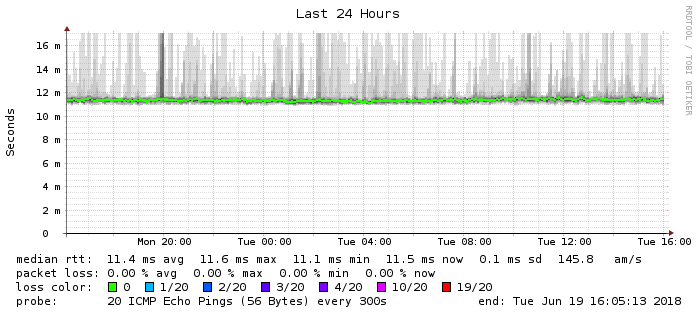 Last 24 Hours
RRDTOOL / TOBI OETIKER
Seconds
16 m
14 m
12 m
10 m
8 m
6 m
4 m
2 m
0
Mon 20:00 Tue 00:00 Tue 04:00 Tue 08:00 Tue 12:00 Tue 16:00
median rtt: 11.4 ms avg 11.6 ms max 11.1 ms min 11.5 ms now 0.1 ms sd 145.8 am/s
packet loss: 0.00 % avg 0.00 % max 0.00 % min 0.00 % now
loss color: 0 1/20 2/20 3/20 4/20 10/20 19/20
probe: 20 ICMP Echo Pings (56 Bytes) every 300s end: Tue Jun 19 16:05:13 2018